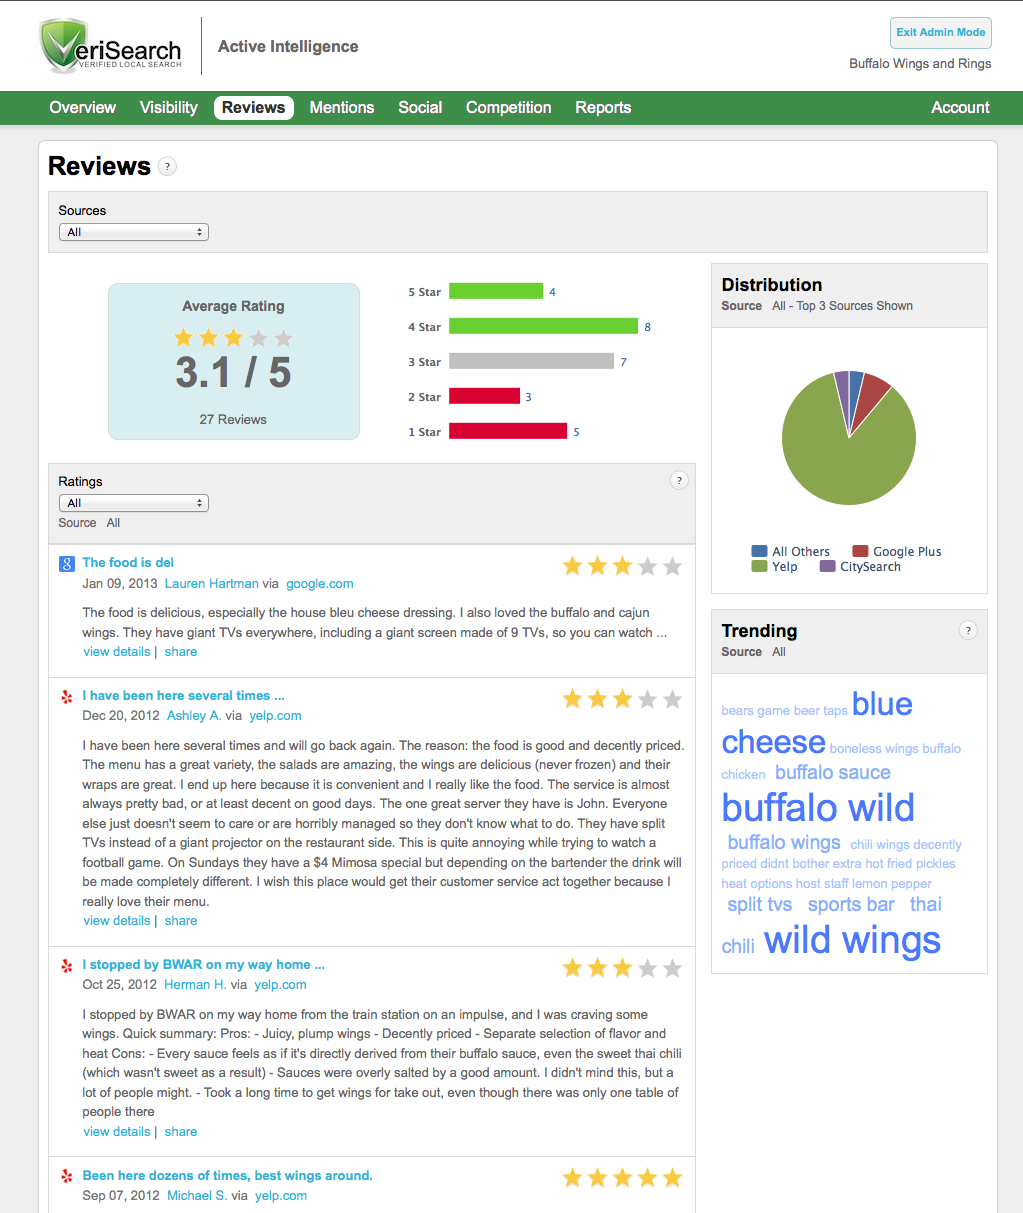 VeriSearch
VERIFIED LOCAL SEARCH
Active Intelligence
Exit Admin Mode
Buffalo Wings and Rings
Overview Visibility Reviews Mentions Social Competition Reports Account
Reviews ?
Sources
All
Average Rating
3.1 / 5
27 Reviews
5 Star 4
4 Star 8
3 Star 7
2 Star 3
1 Star 5
Distribution
Source All - Top 3 Sources Shown
All Others Google Plus
Yelp CitySearch
Ratings ?
All
Source All
8 The food is del
Jan 09, 2013 Lauren Hartman via google.com
The food is delicious, especially the house bleu cheese dressing. I also loved the buffalo and cajun
wings. They have giant TVs everywhere, including a giant screen made of 9 TVs, so you can watch ...
view details | share
I have been here several times ...
Dec 20, 2012 Ashley A. via yelp.com
I have been here several times and will go back again. The reason: the food is good and decently priced.
The menu has a great variety, the salads are amazing, the wings are delicious (never frozen) and their
wraps are great. I end up here because it is convenient and I really like the food. The service is almost
always pretty bad, or at least decent on good days. The one great server they have is John. Everyone
else just doesn't seem to care or are horribly managed so they don't know what to do. They have split
TVs instead of a giant projector on the restaurant side. This is quite annoying while trying to watch a
football game. On Sundays they have a $4 Mimosa special but depending on the bartender the drink will
be made completely different. I wish this place would get their customer service act together because I
really love their menu.
view details | share
I stopped by BWAR on my way home ...
Oct 25, 2012 Herman H. via yelp.com
I stopped by BWAR on my way home from the train station on an impulse, and I was craving some
wings. Quick summary: Pros: - Juicy, plump wings - Decently priced - Separate selection of flavor and
heat Cons: - Every sauce feels as if it's directly derived from their buffalo sauce, even the sweet thai chili
(which wasn't sweet as a result) - Sauces were overly salted by a good amount. I didn't mind this, but a
lot of people might. - Took a long time to get wings for take out, even though there was only one table of
people there
view details | share
Been here dozens of times, best wings around.
Sep 07, 2012 Michael S. via yelp.com
Trending ?
Source All
bears game beer taps blue
cheese boneless wings buffalo
chicken buffalo sauce
buffalo wild
buffalo wings chili wings decently
priced didnt bother extra hot fried pickles
heat options host staff lemon pepper
split tvs sports bar thai
chili wild wings